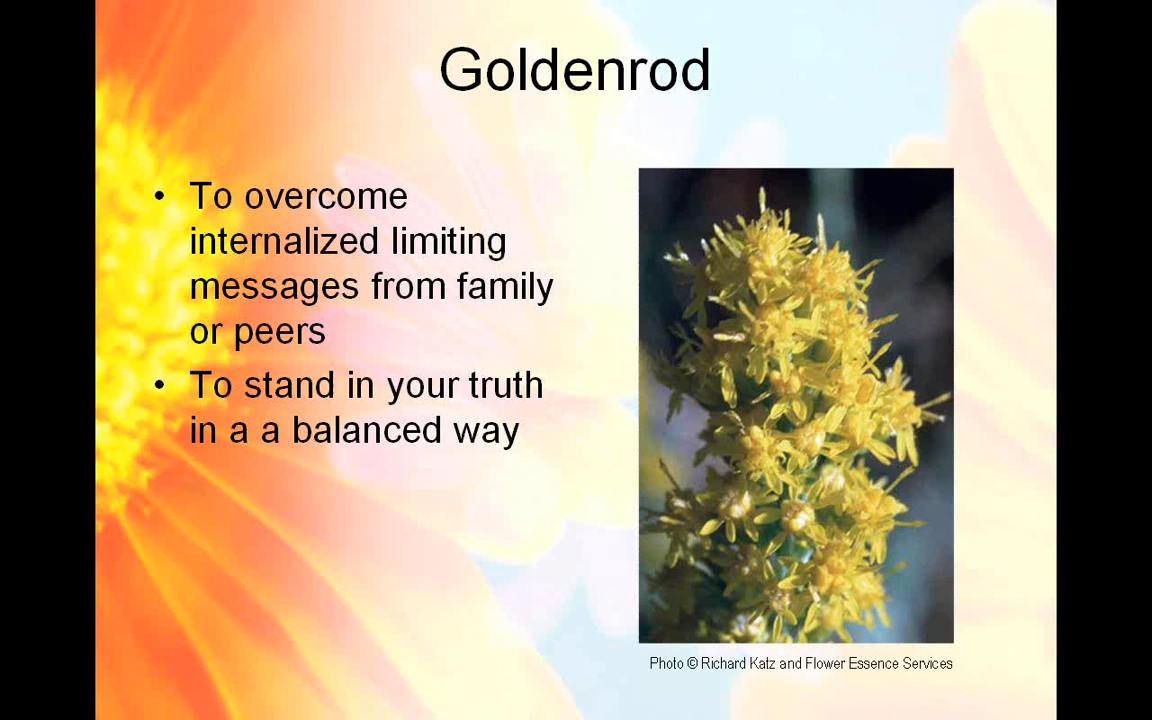 Goldenrod
• To overcome
internalized limiting
messages from family
or peers
• To stand in your truth
in a a balanced way
Photo © Richard Katz and Flower Essence Services